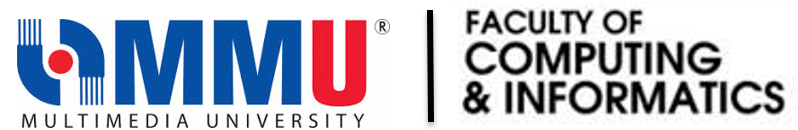 MMU®
MULTIMEDIA UNIVERSITY
FACULTY OF
COMPUTING
& INFORMATICS